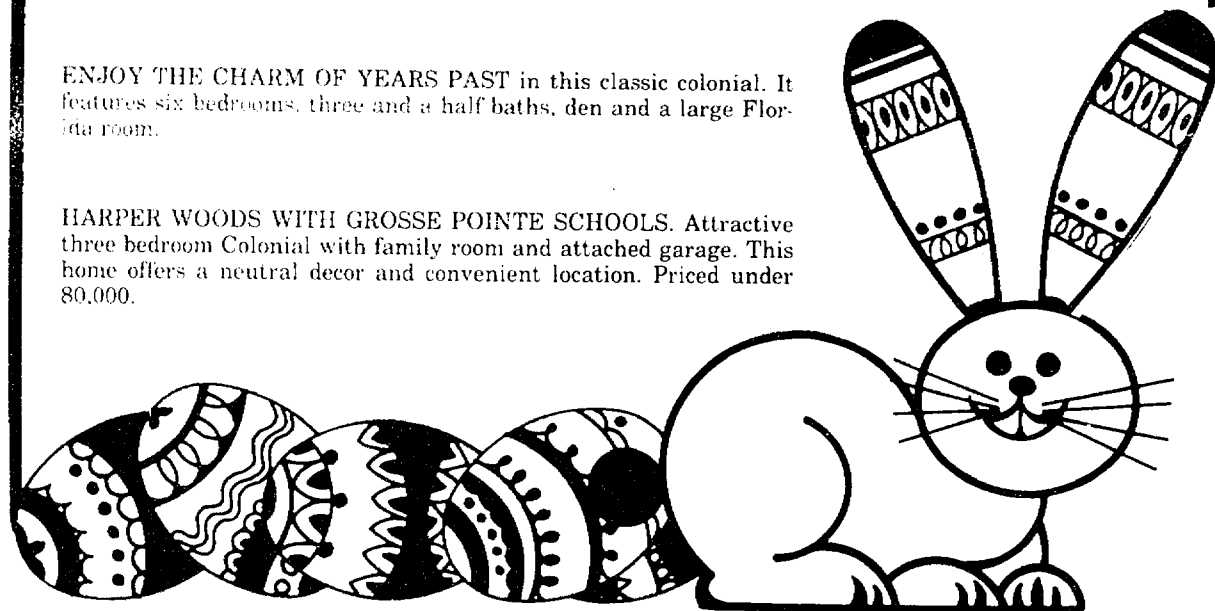 ENJOY THE CHARM OF YEARS PAST in this classic colonial. It
features six bedrooms, three and a half baths, den and a large Flor-
ida room.
HARPER WOODS WITH GROSSE POINTE SCHOOLS. Attractive
three bedroom Colonial with family room and attached garage. This
home offers a neutral decor and convenient location. Priced under
80,000.